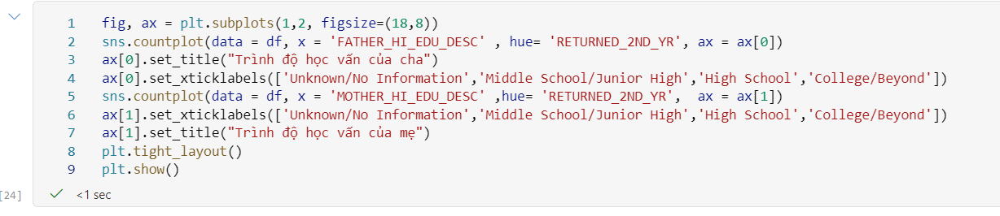 1 fig, ax = plt.subplots(1,2, figsize=(18,8))
2 sns.countplot(data = df, x = 'FATHER_HI_EDU_DESC' , hue= 'RETURNED_2ND_YR', ax = ax[0])
3 ax[0].set_title("Trình độ học vấn của cha")
4 ax[0].set_xticklabels(['Unknown/No Information','Middle School/Junior High','High School','College/Beyond'])
5 sns.countplot(data = df, x = 'MOTHER_HI_EDU_DESC' ,hue= 'RETURNED_2ND_YR',  ax = ax[1])
6 ax[1].set_xticklabels(['Unknown/No Information','Middle School/Junior High','High School','College/Beyond'])
7 ax[1].set_title("Trình độ học vấn của mẹ")
8 plt.tight_layout()
9 plt.show()
[24] <1 sec